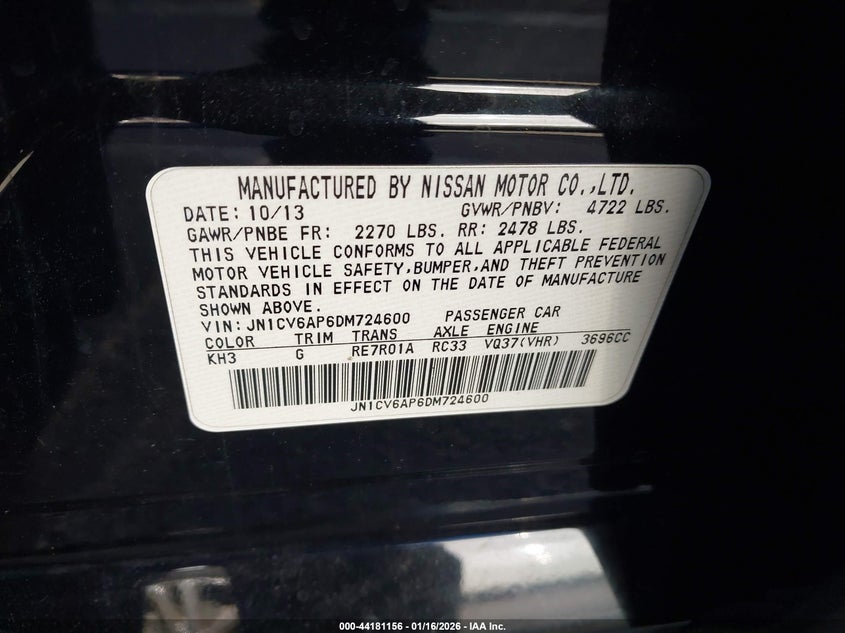 MANUFACTURED BY NISSAN MOTOR CO.,LTD.
DATE: 10/13 GVWR/PNBV: 4722 LBS.
GAWR/PNBE FR: 2270 LBS. RR: 2478 LBS.
THIS VEHICLE CONFORMS TO ALL APPLICABLE FEDERAL
MOTOR VEHICLE SAFETY,BUMPER,AND THEFT PREVENTION
STANDARDS IN EFFECT ON THE DATE OF MANUFACTURE
SHOWN ABOVE.
VIN: JN1CV6AP6DM724600 PASSENGER CAR
COLOR TRIM TRANS AXLE ENGINE
KH3 G RE7R01A RC33 VQ37(VHR) 3696CC
JN1CV6AP6DM724600
000-44181156 - 01/16/2026 - IAA Inc.